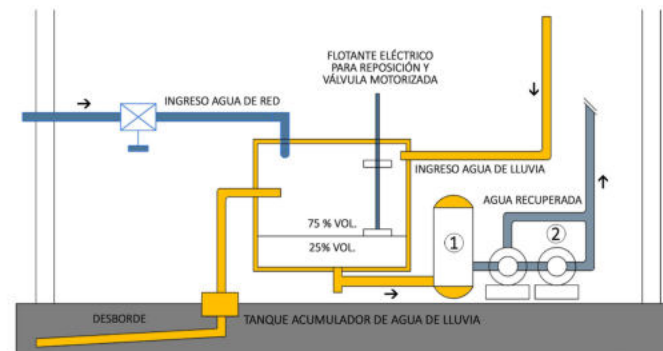 FLOTANTE ELÉCTRICO
PARA REPOSICIÓN Y
VÁLVULA MOTORIZADA
INGRESO AGUA DE RED
INGRESO AGUA DE LLUVIA
AGUA RECUPERADA
75 % VOL.
25% VOL.
1
2
DESBORDE
TANQUE ACUMULADOR DE AGUA DE LLUVIA